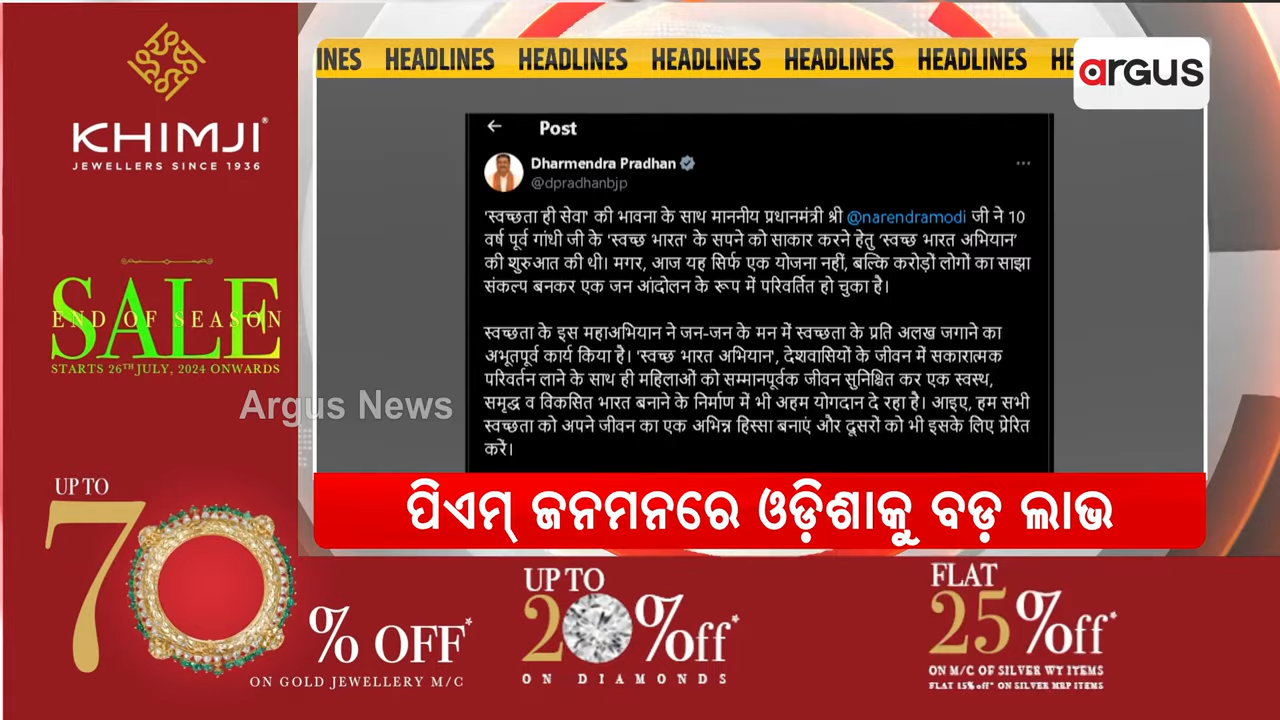 KHIMJI®
JEWELLERS SINCE 1936
SALE
END OF SEASON
STARTS 26TH JULY, 2024 ONWARDS
UP TO
70% OFF*
ON GOLD JEWELLERY M/C
INES HEADLINES HEADLINES HEADLINES HEADLINES HEADLINES HE
argus
Post
Dharmendra Pradhan
@dpradhanbjp
'स्वच्छता ही सेवा' की भावना के साथ माननीय प्रधानमंत्री श्री @narendramodi जी ने 10
वर्ष पूर्व गांधी जी के 'स्वच्छ भारत' के सपने को साकार करने हेतु 'स्वच्छ भारत अभियान'
की शुरुआत की थी। मगर, आज यह सिर्फ एक योजना नहीं, बल्कि करोड़ों लोगों का साझा
संकल्प बनकर एक जन आंदोलन के रूप में परिवर्तित हो चुका है।
स्वच्छता के इस महाअभियान ने जन-जन के मन में स्वच्छता के प्रति अलख जगाने का
अभूतपूर्व कार्य किया है। 'स्वच्छ भारत अभियान', देशवासियों के जीवन में सकारात्मक
परिवर्तन लाने के साथ ही महिलाओं को सम्मानपूर्वक जीवन सुनिश्चित कर एक स्वस्थ,
समृद्ध व विकसित भारत बनाने के निर्माण में भी अहम योगदान दे रहा है। आइए, हम सभी
स्वच्छता को अपने जीवन का एक अभिन्न हिस्सा बनाएं और दूसरों को भी इसके लिए प्रेरित
करें।
Argus News
ପିଏମ୍ ଜନମନରେ ଓଡ଼ିଶାକୁ ବଡ଼ ଲାଭ
UP TO
20%off*
ON DIAMONDS
FLAT
25%off*
ON M/C OF SILVER WT ITEMS
FLAT 15% off* ON SILVER MRP ITEMS